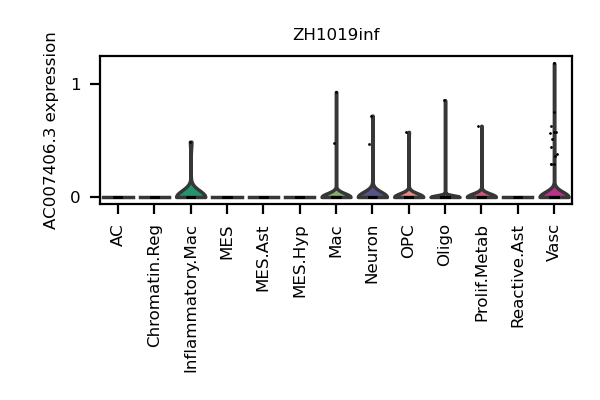 ZH1019inf
AC007406.3 expression
1
0
AC
Chromatin.Reg
Inflammatory.Mac
MES
MES.Ast
MES.Hyp
Mac
Neuron
OPC
Oligo
Prolif.Metab
Reactive.Ast
Vasc